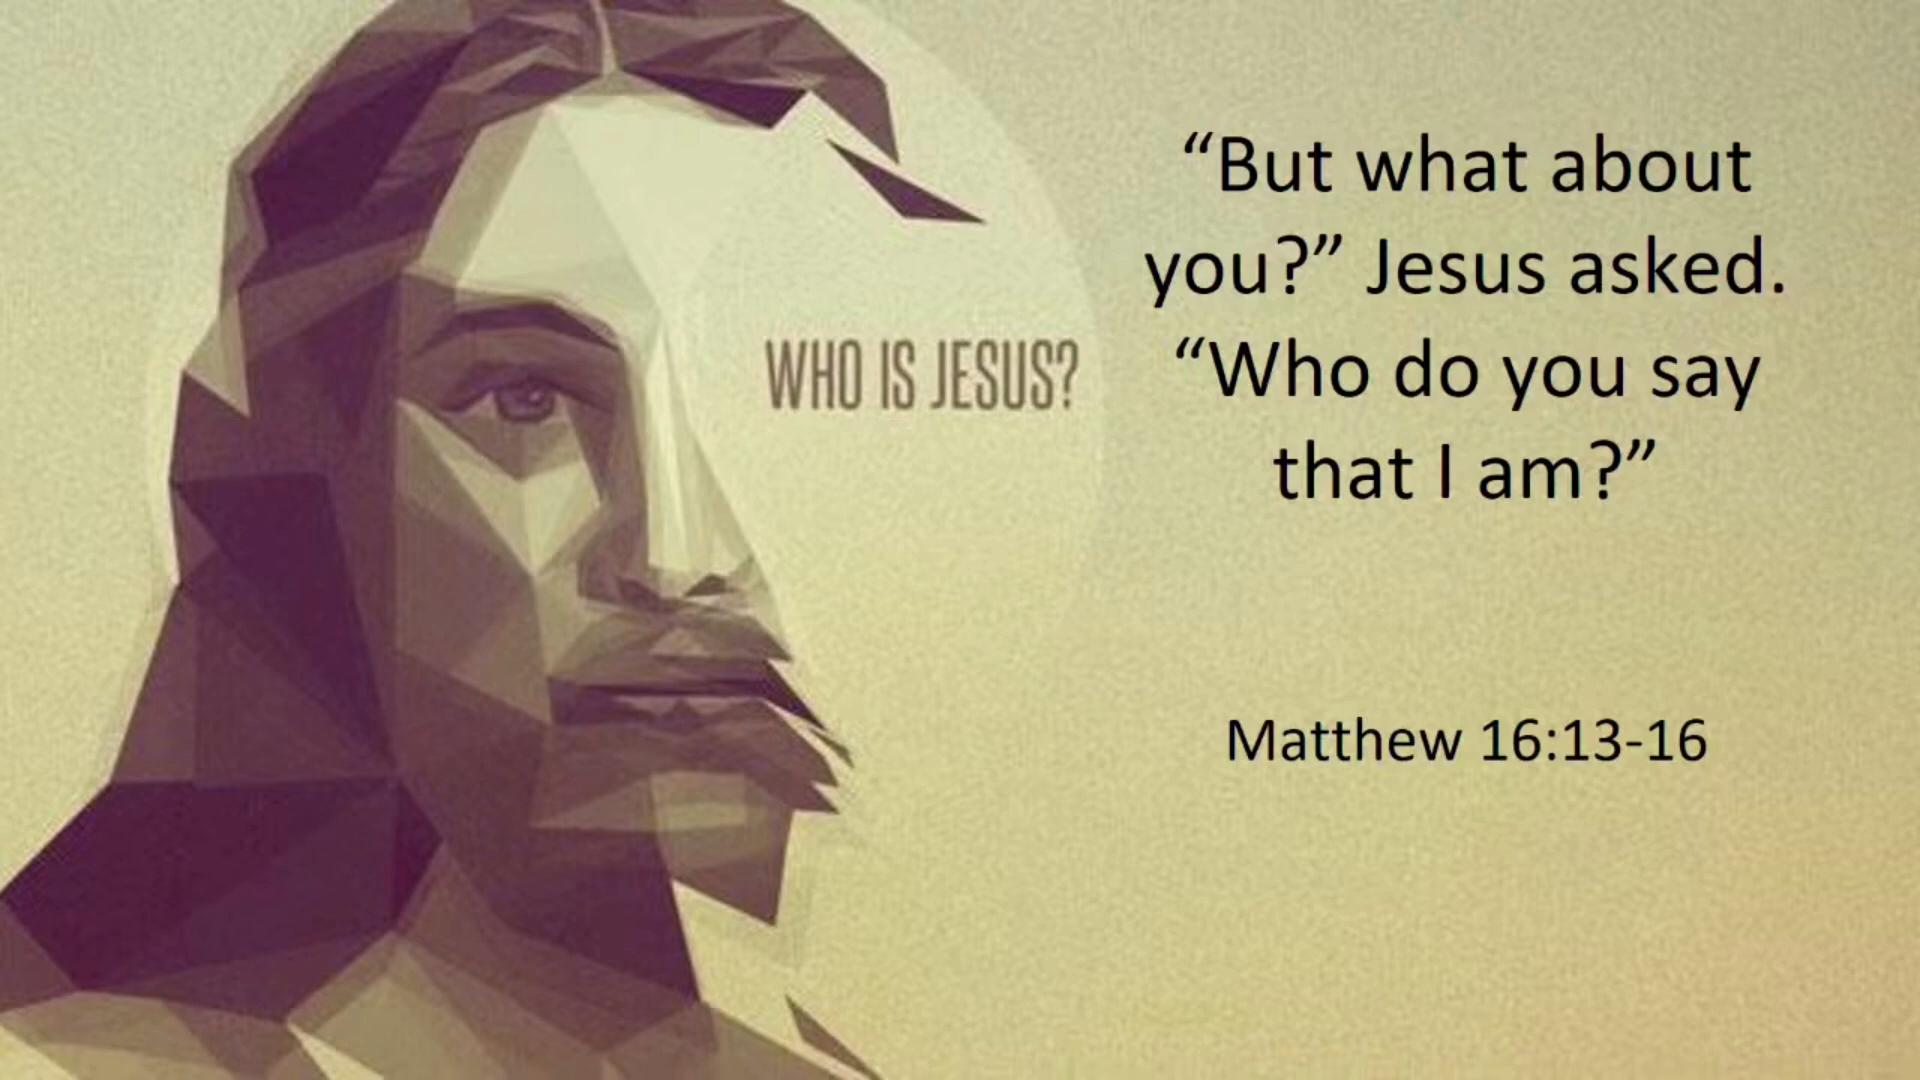 WHO IS JESUS?
“But what about
you?” Jesus asked.
“Who do you say
that I am?”
Matthew 16:13-16